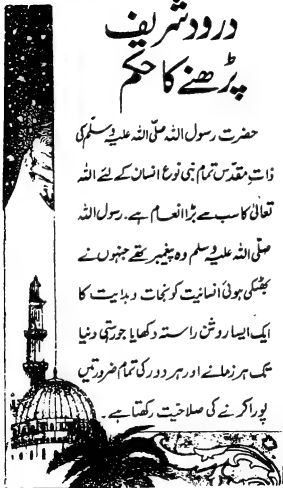 درود شریف
پڑھنے کا حکم
حضرت رسول اللہ صلی اللہ علیہ وسلم کی
ذات مقدس تمام نبی نوع انسان کے لئے اللہ
تعالیٰ کا سب سے بڑا انعام ہے۔ رسول اللہ
صلی اللہ علیہ وسلم وہ پیغمبر تھے جنہوں نے
بھٹکی ہوئی انسانیت کو نجات و ہدایت کا
ایک ایسا روشن راستہ دکھایا جو رہتی دنیا
تک ہر زمانے اور ہر دور کی تمام ضرورتیں
پورا کرنے کی صلاحیت رکھتا ہے۔